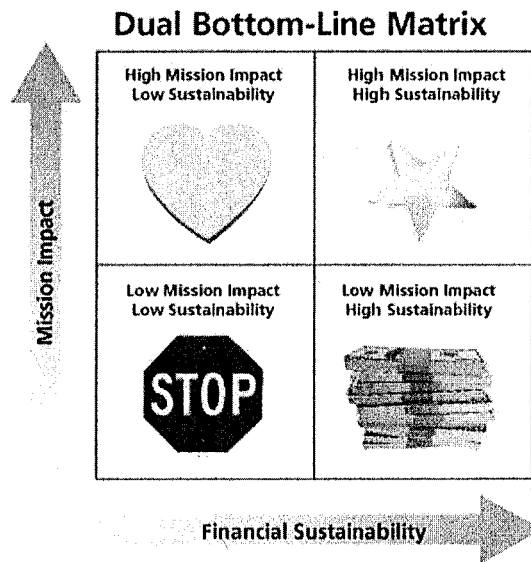 Dual Bottom-Line Matrix
High Mission Impact
Low Sustainability
High Mission Impact
High Sustainability
Mission Impact
Low Mission Impact
Low Sustainability
STOP
Low Mission Impact
High Sustainability
Financial Sustainability